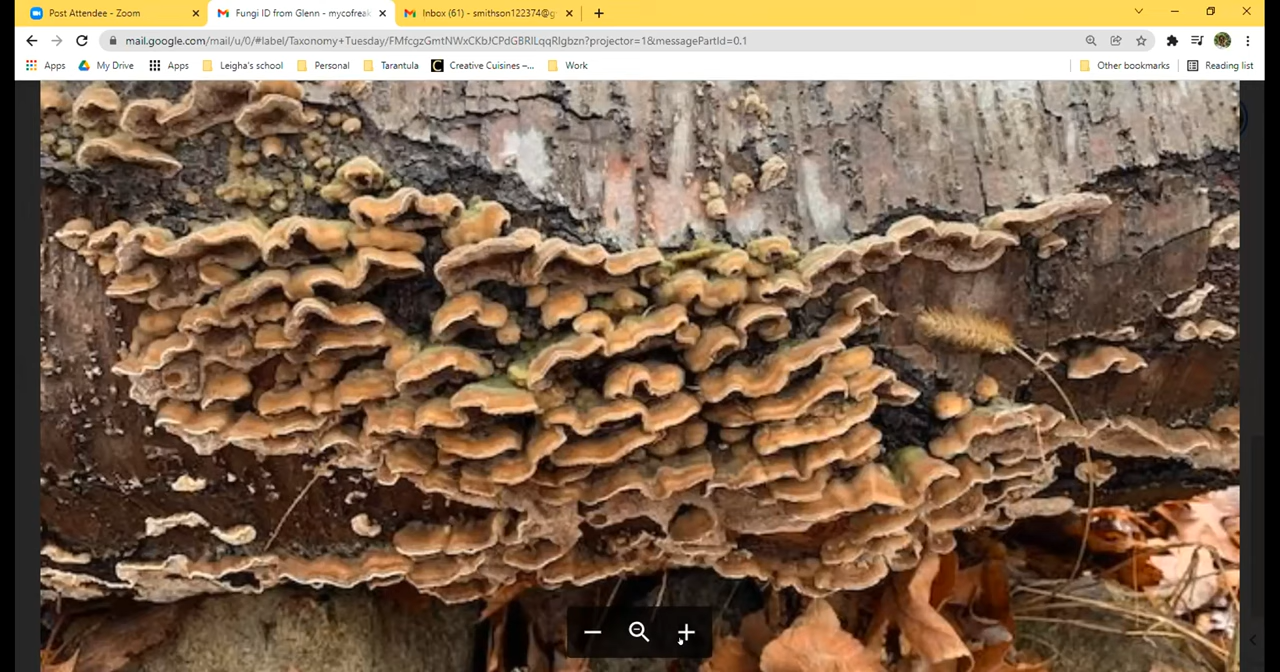 Post Attendee - Zoom
Fungi ID from Glenn - mycofreak
Inbox (61) - smithson122374@g
mail.google.com/mail/u/0/#label/Taxonomy+Tuesday/FMfcgzGmtNWxCKbJCPdGBRlLqqRlgbzn?projector=1&messagePartId=0.1
Apps My Drive Apps Leigha's school Personal Tarantula Creative Cuisines –... Work Other bookmarks Reading list